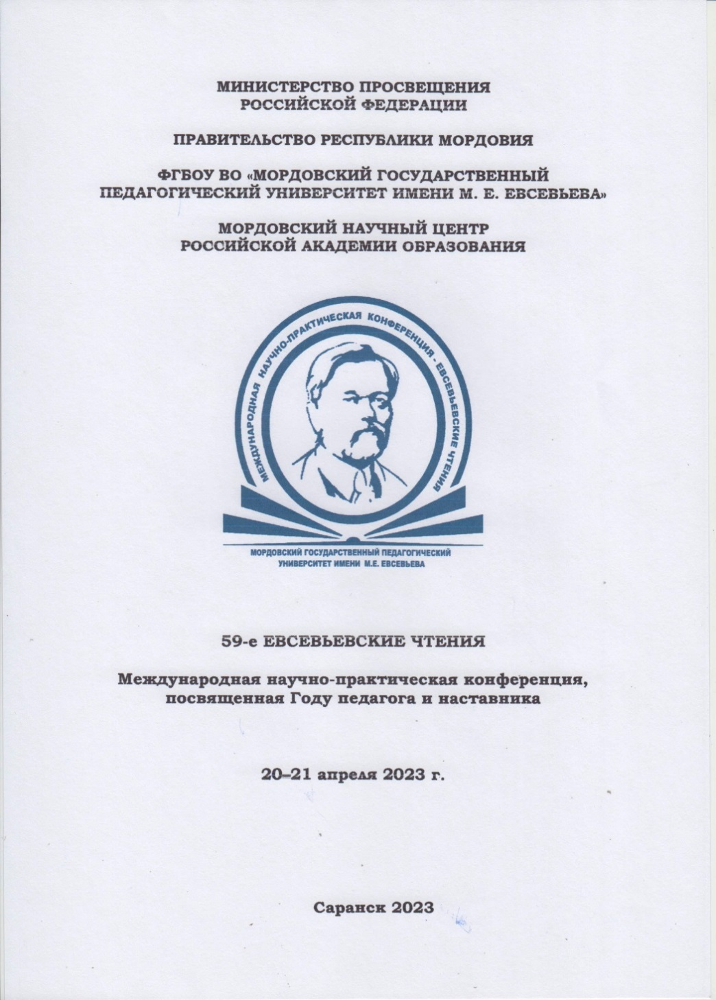 МИНИСТЕРСТВО ПРОСВЕЩЕНИЯ
РОССИЙСКОЙ ФЕДЕРАЦИИ
ПРАВИТЕЛЬСТВО РЕСПУБЛИКИ МОРДОВИЯ
ФГБОУ ВО «МОРДОВСКИЙ ГОСУДАРСТВЕННЫЙ
ПЕДАГОГИЧЕСКИЙ УНИВЕРСИТЕТ ИМЕНИ М. Е. ЕВСЕВЬЕВА»
МОРДОВСКИЙ НАУЧНЫЙ ЦЕНТР
РОССИЙСКОЙ АКАДЕМИИ ОБРАЗОВАНИЯ
МЕЖДУНАРОДНАЯ НАУЧНО-ПРАКТИЧЕСКАЯ КОНФЕРЕНЦИЯ - ЕВСЕВЬЕВСКИЕ ЧТЕНИЯ
МОРДОВСКИЙ ГОСУДАРСТВЕННЫЙ ПЕДАГОГИЧЕСКИЙ
УНИВЕРСИТЕТ ИМЕНИ М.Е. ЕВСЕВЬЕВА
59-е ЕВСЕВЬЕВСКИЕ ЧТЕНИЯ
Международная научно-практическая конференция,
посвященная Году педагога и наставника
20–21 апреля 2023 г.
Саранск 2023